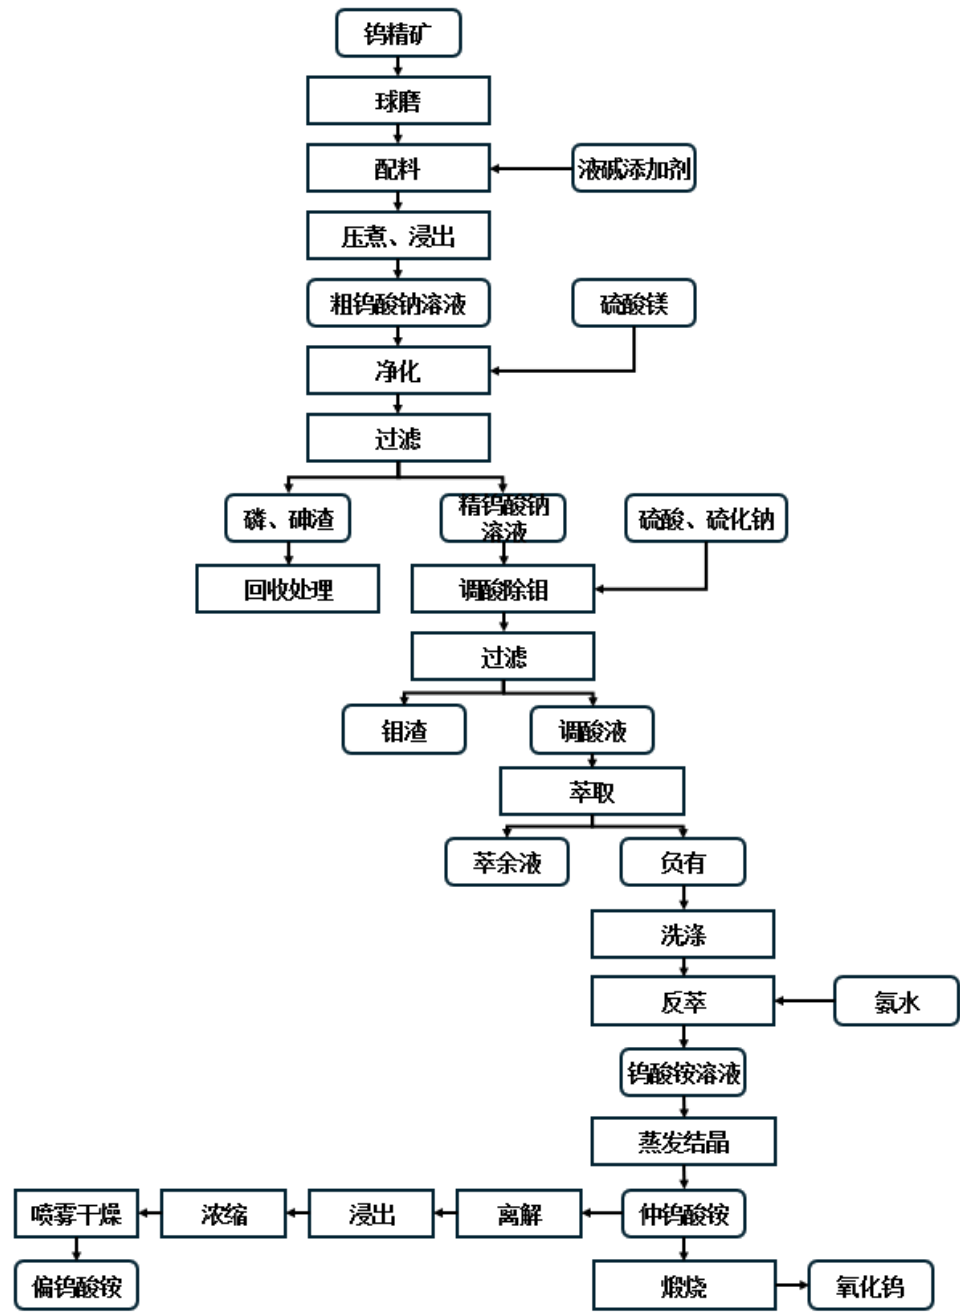 钨精矿
球磨
配料
液碱添加剂
压煮、浸出
粗钨酸钠溶液
硫酸镁
净化
过滤
磷、砷渣
精钨酸钠
溶液
硫酸、硫化钠
回收处理
调酸除钼
过滤
钼渣
调酸液
萃取
萃余液
负有
洗涤
反萃
氨水
钨酸铵溶液
蒸发结晶
喷雾干燥
浓缩
浸出
离解
仲钨酸铵
偏钨酸铵
煅烧
氧化钨